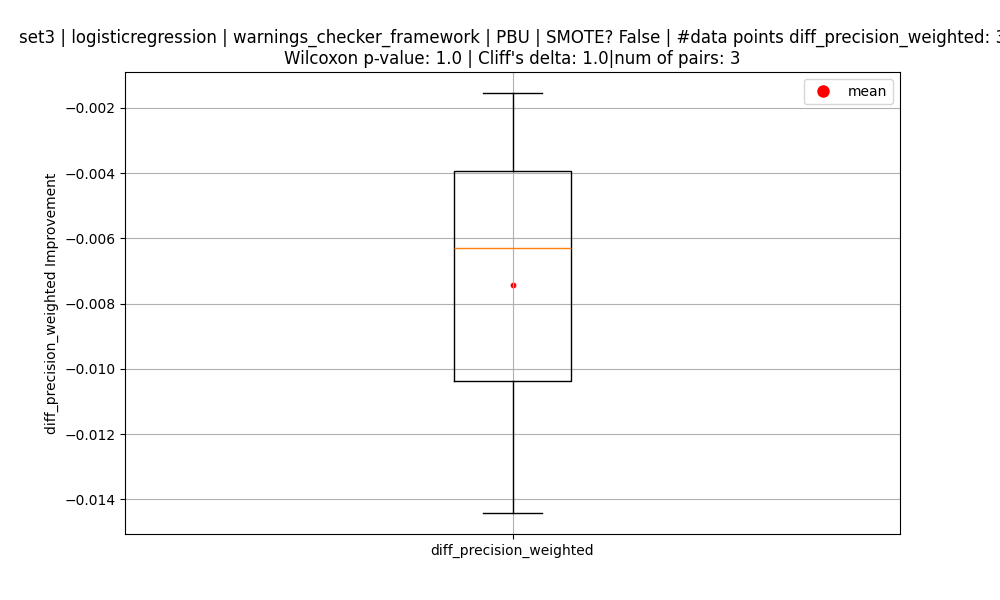 set3 | logisticregression | warnings_checker_framework | PBU | SMOTE? False | #data points diff_precision_weighted: 3
Wilcoxon p-value: 1.0 | Cliff's delta: 1.0|num of pairs: 3
mean
−0.002
−0.004
−0.006
−0.008
−0.010
−0.012
−0.014
diff_precision_weighted Improvement
diff_precision_weighted